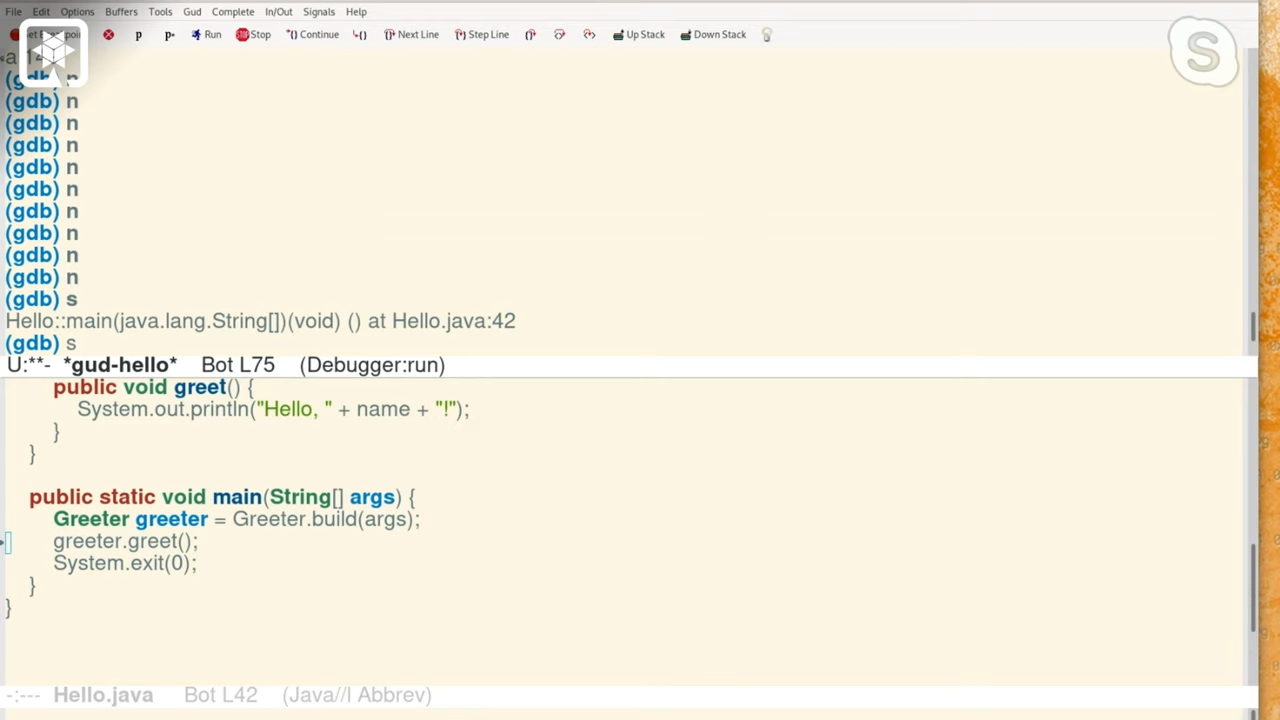 File Edit Options Buffers Tools Gud Complete In/Out Signals Help
p p* Run STOP Stop Continue Next Line Step Line Up Stack Down Stack
S
(gdb) n
(gdb) n
(gdb) n
(gdb) n
(gdb) n
(gdb) n
(gdb) n
(gdb) n
(gdb) n
(gdb) n
(gdb) s
Hello::main(java.lang.String[])(void) () at Hello.java:42
(gdb) s
U:**- *gud-hello* Bot L75 (Debugger:run)
public void greet() {
System.out.println("Hello, " + name + "!");
}
}
public static void main(String[] args) {
Greeter greeter = Greeter.build(args);
greeter.greet();
System.exit(0);
}
}
-:--- Hello.java Bot L42 (Java//l Abbrev)